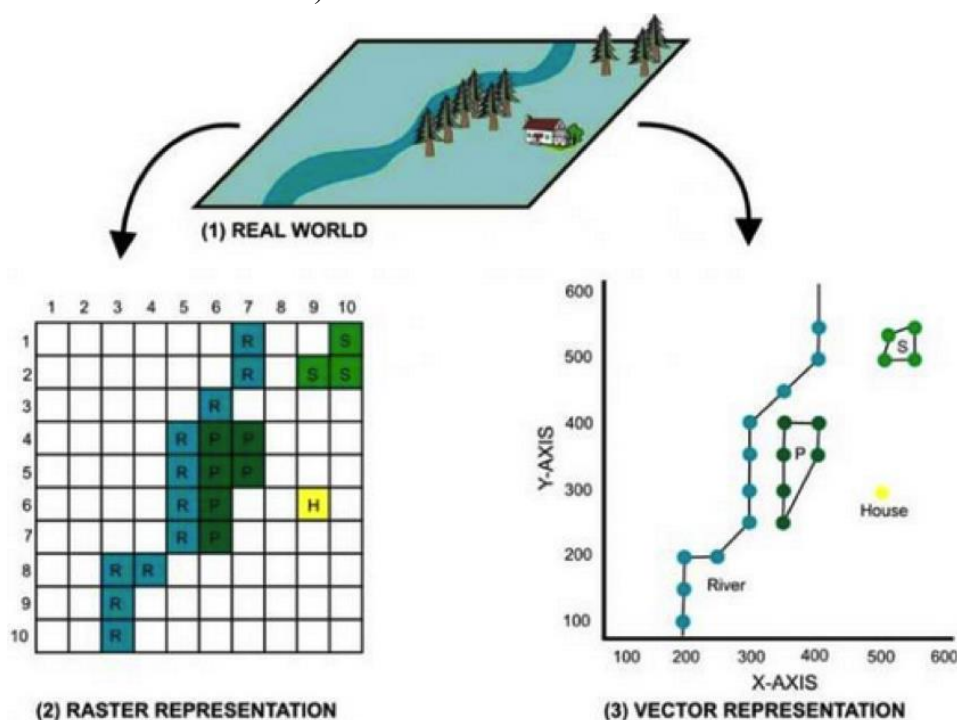 )
(1) REAL WORLD
1 2 3 4 5 6 7 8 9 10
1 R S
2 R S S
3 R
4 R P P
5 R P P
6 R P H
7 R P
8 R R
9 R
10 R
(2) RASTER REPRESENTATION
600
500
400
300
200
100
Y-AXIS
S
P
House
River
100 200 300 400 500 600
X-AXIS
(3) VECTOR REPRESENTATION